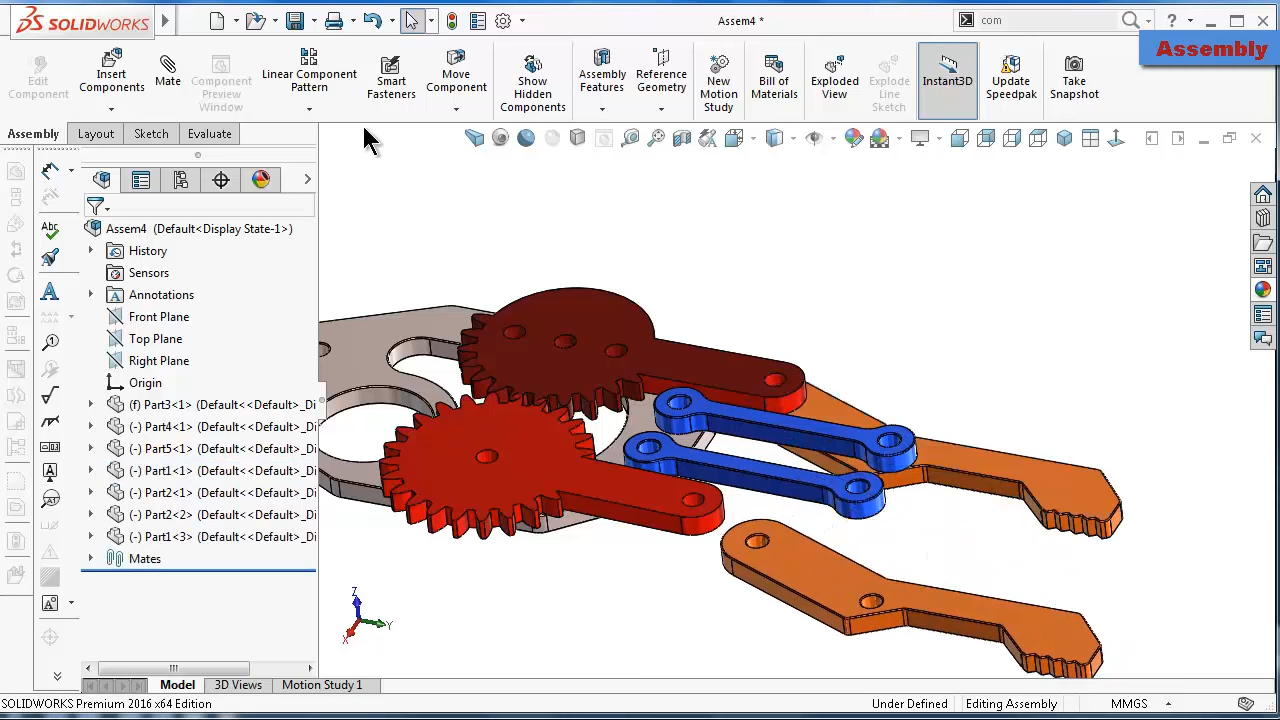 SOLIDWORKS
Assem4 *
com
Assembly
Edit Component
Insert Components
Mate
Component Preview Window
Linear Component Pattern
Smart Fasteners
Move Component
Show Hidden Components
Assembly Features
Reference Geometry
New Motion Study
Bill of Materials
Exploded View
Explode Line Sketch
Instant3D
Update Speedpak
Take Snapshot
Assembly Layout Sketch Evaluate
Assem4 (Default<Display State-1>)
History
Sensors
Annotations
Front Plane
Top Plane
Right Plane
Origin
(f) Part3<1> (Default<<Default>_Di
(-) Part4<1> (Default<<Default>_Di
(-) Part5<1> (Default<<Default>_Di
(-) Part1<1> (Default<<Default>_Di
(-) Part2<1> (Default<<Default>_Di
(-) Part2<2> (Default<<Default>_Di
(-) Part1<3> (Default<<Default>_Di
Mates
Z
Y
X
Model 3D Views Motion Study 1
SOLIDWORKS Premium 2016 x64 Edition Under Defined Editing Assembly MMGS